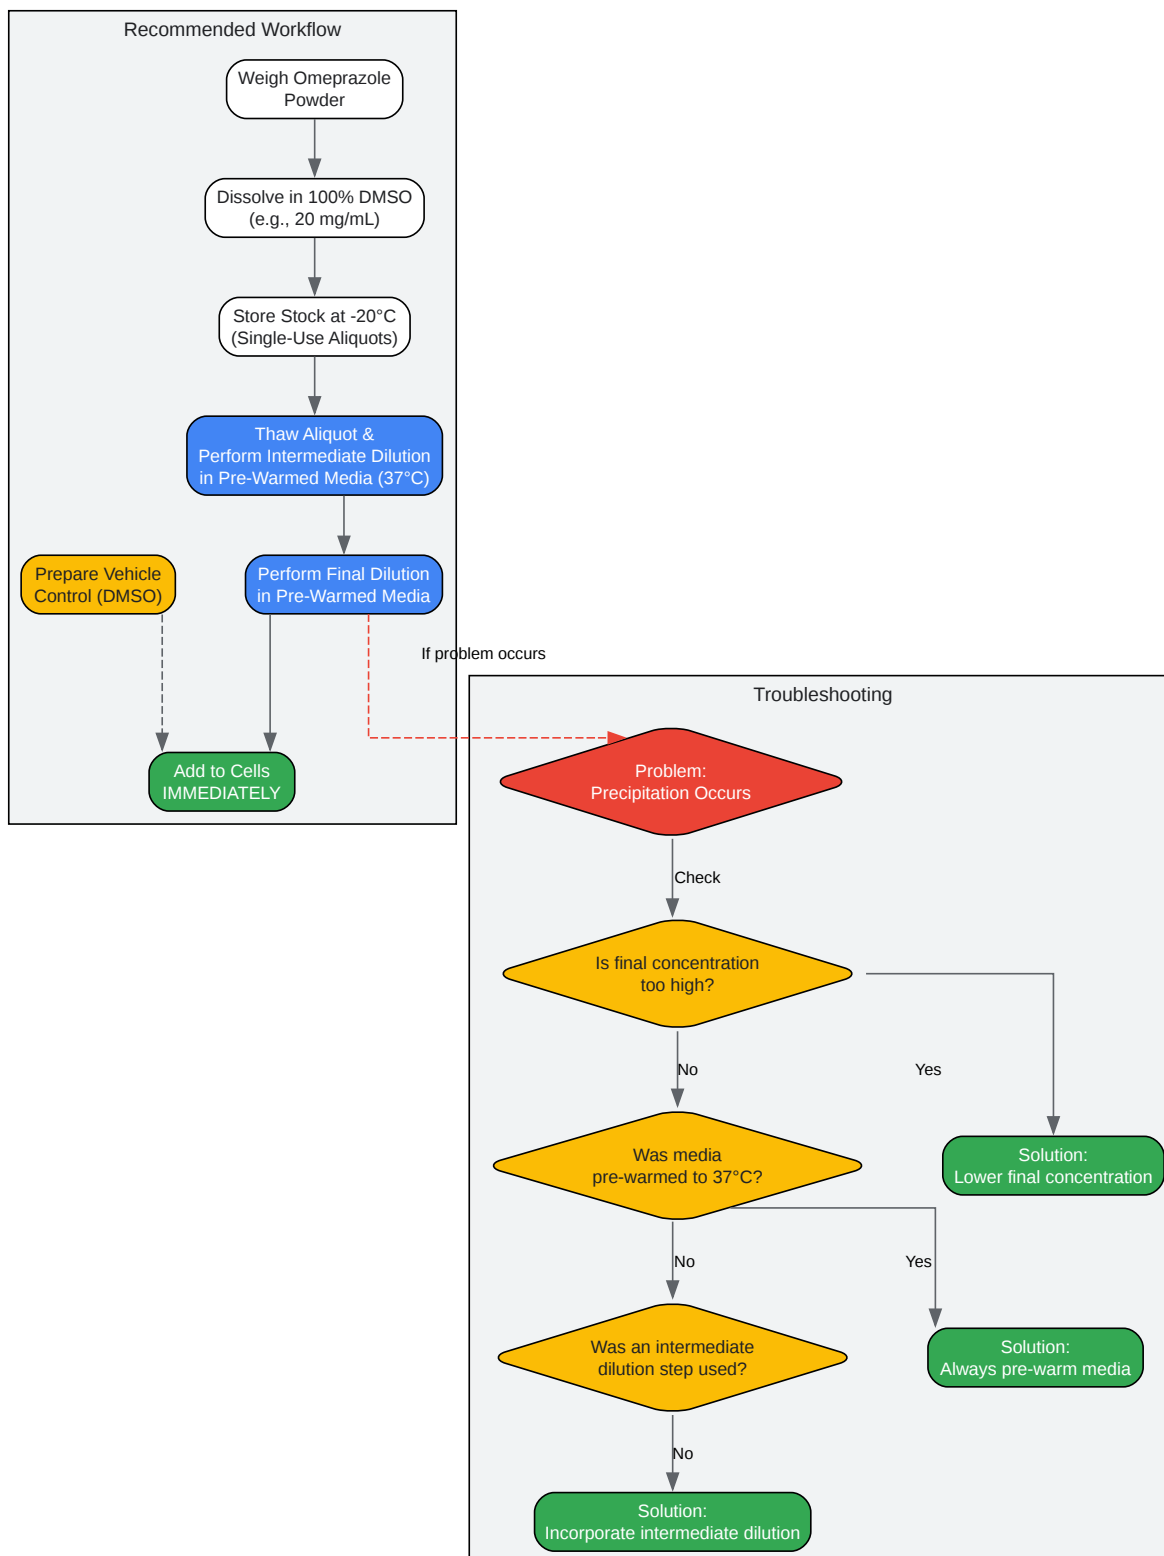 Recommended Workflow
Weigh Omeprazole
Powder
Dissolve in 100% DMSO
(e.g., 20 mg/mL)
Store Stock at -20°C
(Single-Use Aliquots)
Thaw Aliquot &
Perform Intermediate Dilution
in Pre-Warmed Media (37°C)
Prepare Vehicle
Control (DMSO)
Perform Final Dilution
in Pre-Warmed Media
If problem occurs
Add to Cells
IMMEDIATELY
Troubleshooting
Problem:
Precipitation Occurs
Check
Is final concentration
too high?
No
Yes
Was media
pre-warmed to 37°C?
Solution:
Lower final concentration
No
Yes
Was an intermediate
dilution step used?
Solution:
Always pre-warm media
No
Solution:
Incorporate intermediate dilution